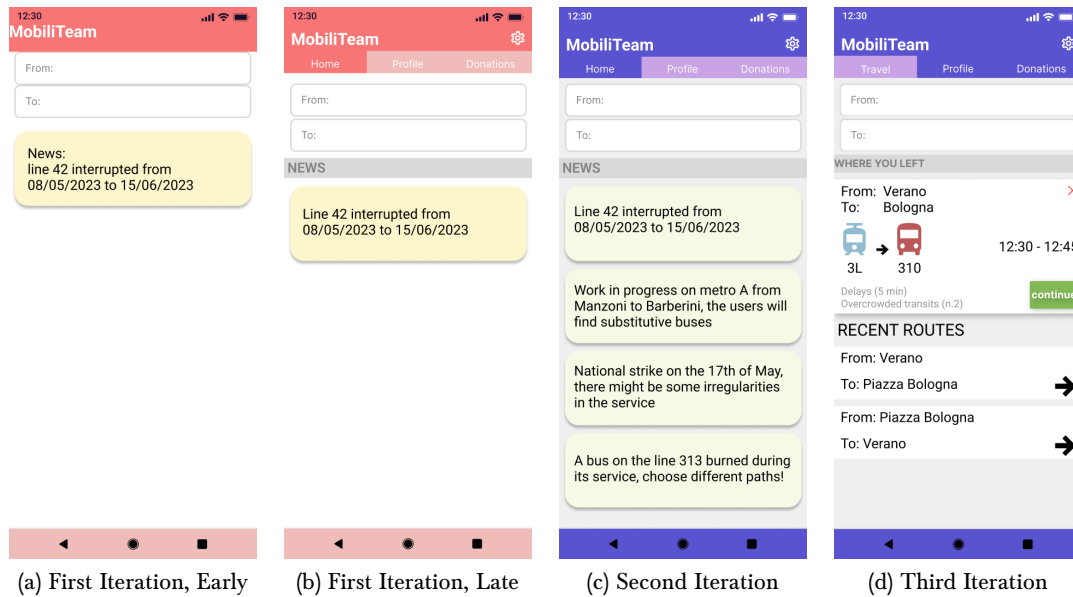 12:30
MobiliTeam
From:
To:
News:
line 42 interrupted from
08/05/2023 to 15/06/2023
(a) First Iteration, Early
12:30
MobiliTeam
Home Profile Donations
From:
To:
NEWS
Line 42 interrupted from
08/05/2023 to 15/06/2023
(b) First Iteration, Late
12:30
MobiliTeam
Home Profile Donations
From:
To:
NEWS
Line 42 interrupted from
08/05/2023 to 15/06/2023
Work in progress on metro A from
Manzoni to Barberini, the users will
find substitutive buses
National strike on the 17th of May,
there might be some irregularities
in the service
A bus on the line 313 burned during
its service, choose different paths!
(c) Second Iteration
12:30
MobiliTeam
Travel Profile Donations
From:
To:
WHERE YOU LEFT
From: Verano
To: Bologna
3L 310
12:30 - 12:45
Delays (5 min)
Overcrowded transits (n.2)
continue
RECENT ROUTES
From: Verano
To: Piazza Bologna
From: Piazza Bologna
To: Verano
(d) Third Iteration